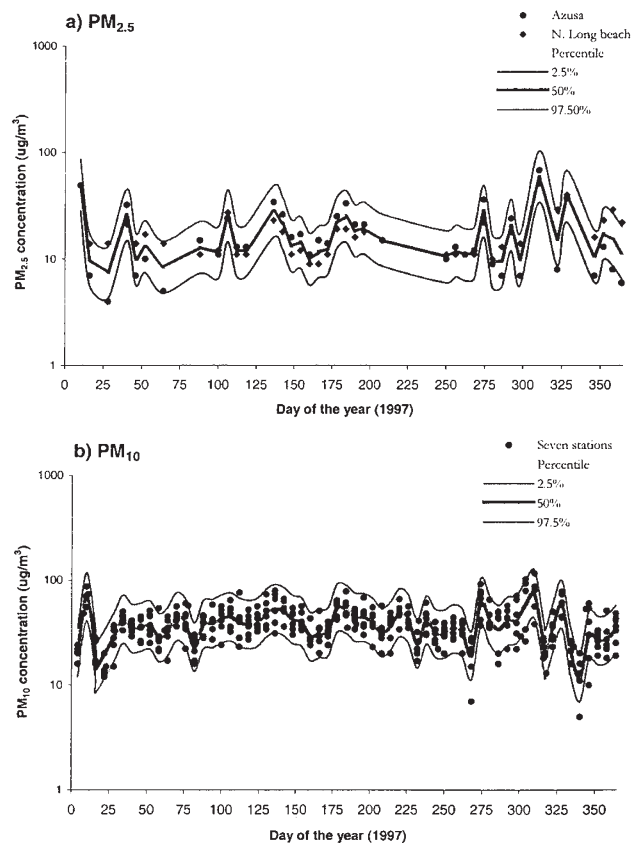 a) PM2.5
Azusa
N. Long beach
Percentile
2.5%
50%
97.50%
PM2.5 concentration (ug/m3)
1000
100
10
1
0 25 50 75 100 125 150 175 200 225 250 275 300 325 350
Day of the year (1997)
b) PM10
Seven stations
Percentile
2.5%
50%
97.5%
PM10 concentration (ug/m3)
1000
100
10
1
0 25 50 75 100 125 150 175 200 225 250 275 300 325 350
Day of the year (1997)